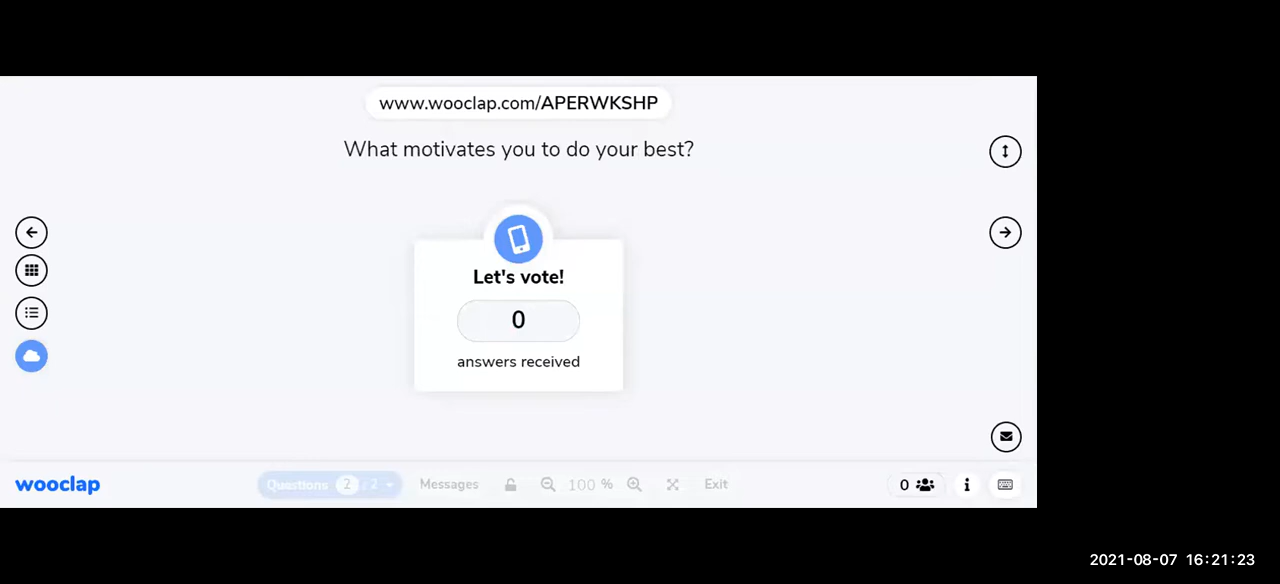 www.wooclap.com/APERWKSHP
What motivates you to do your best?
Let's vote!
0
answers received
wooclap
Questions 2 / 2
Messages
100 %
Exit
0
i
2021-08-07 16:21:23